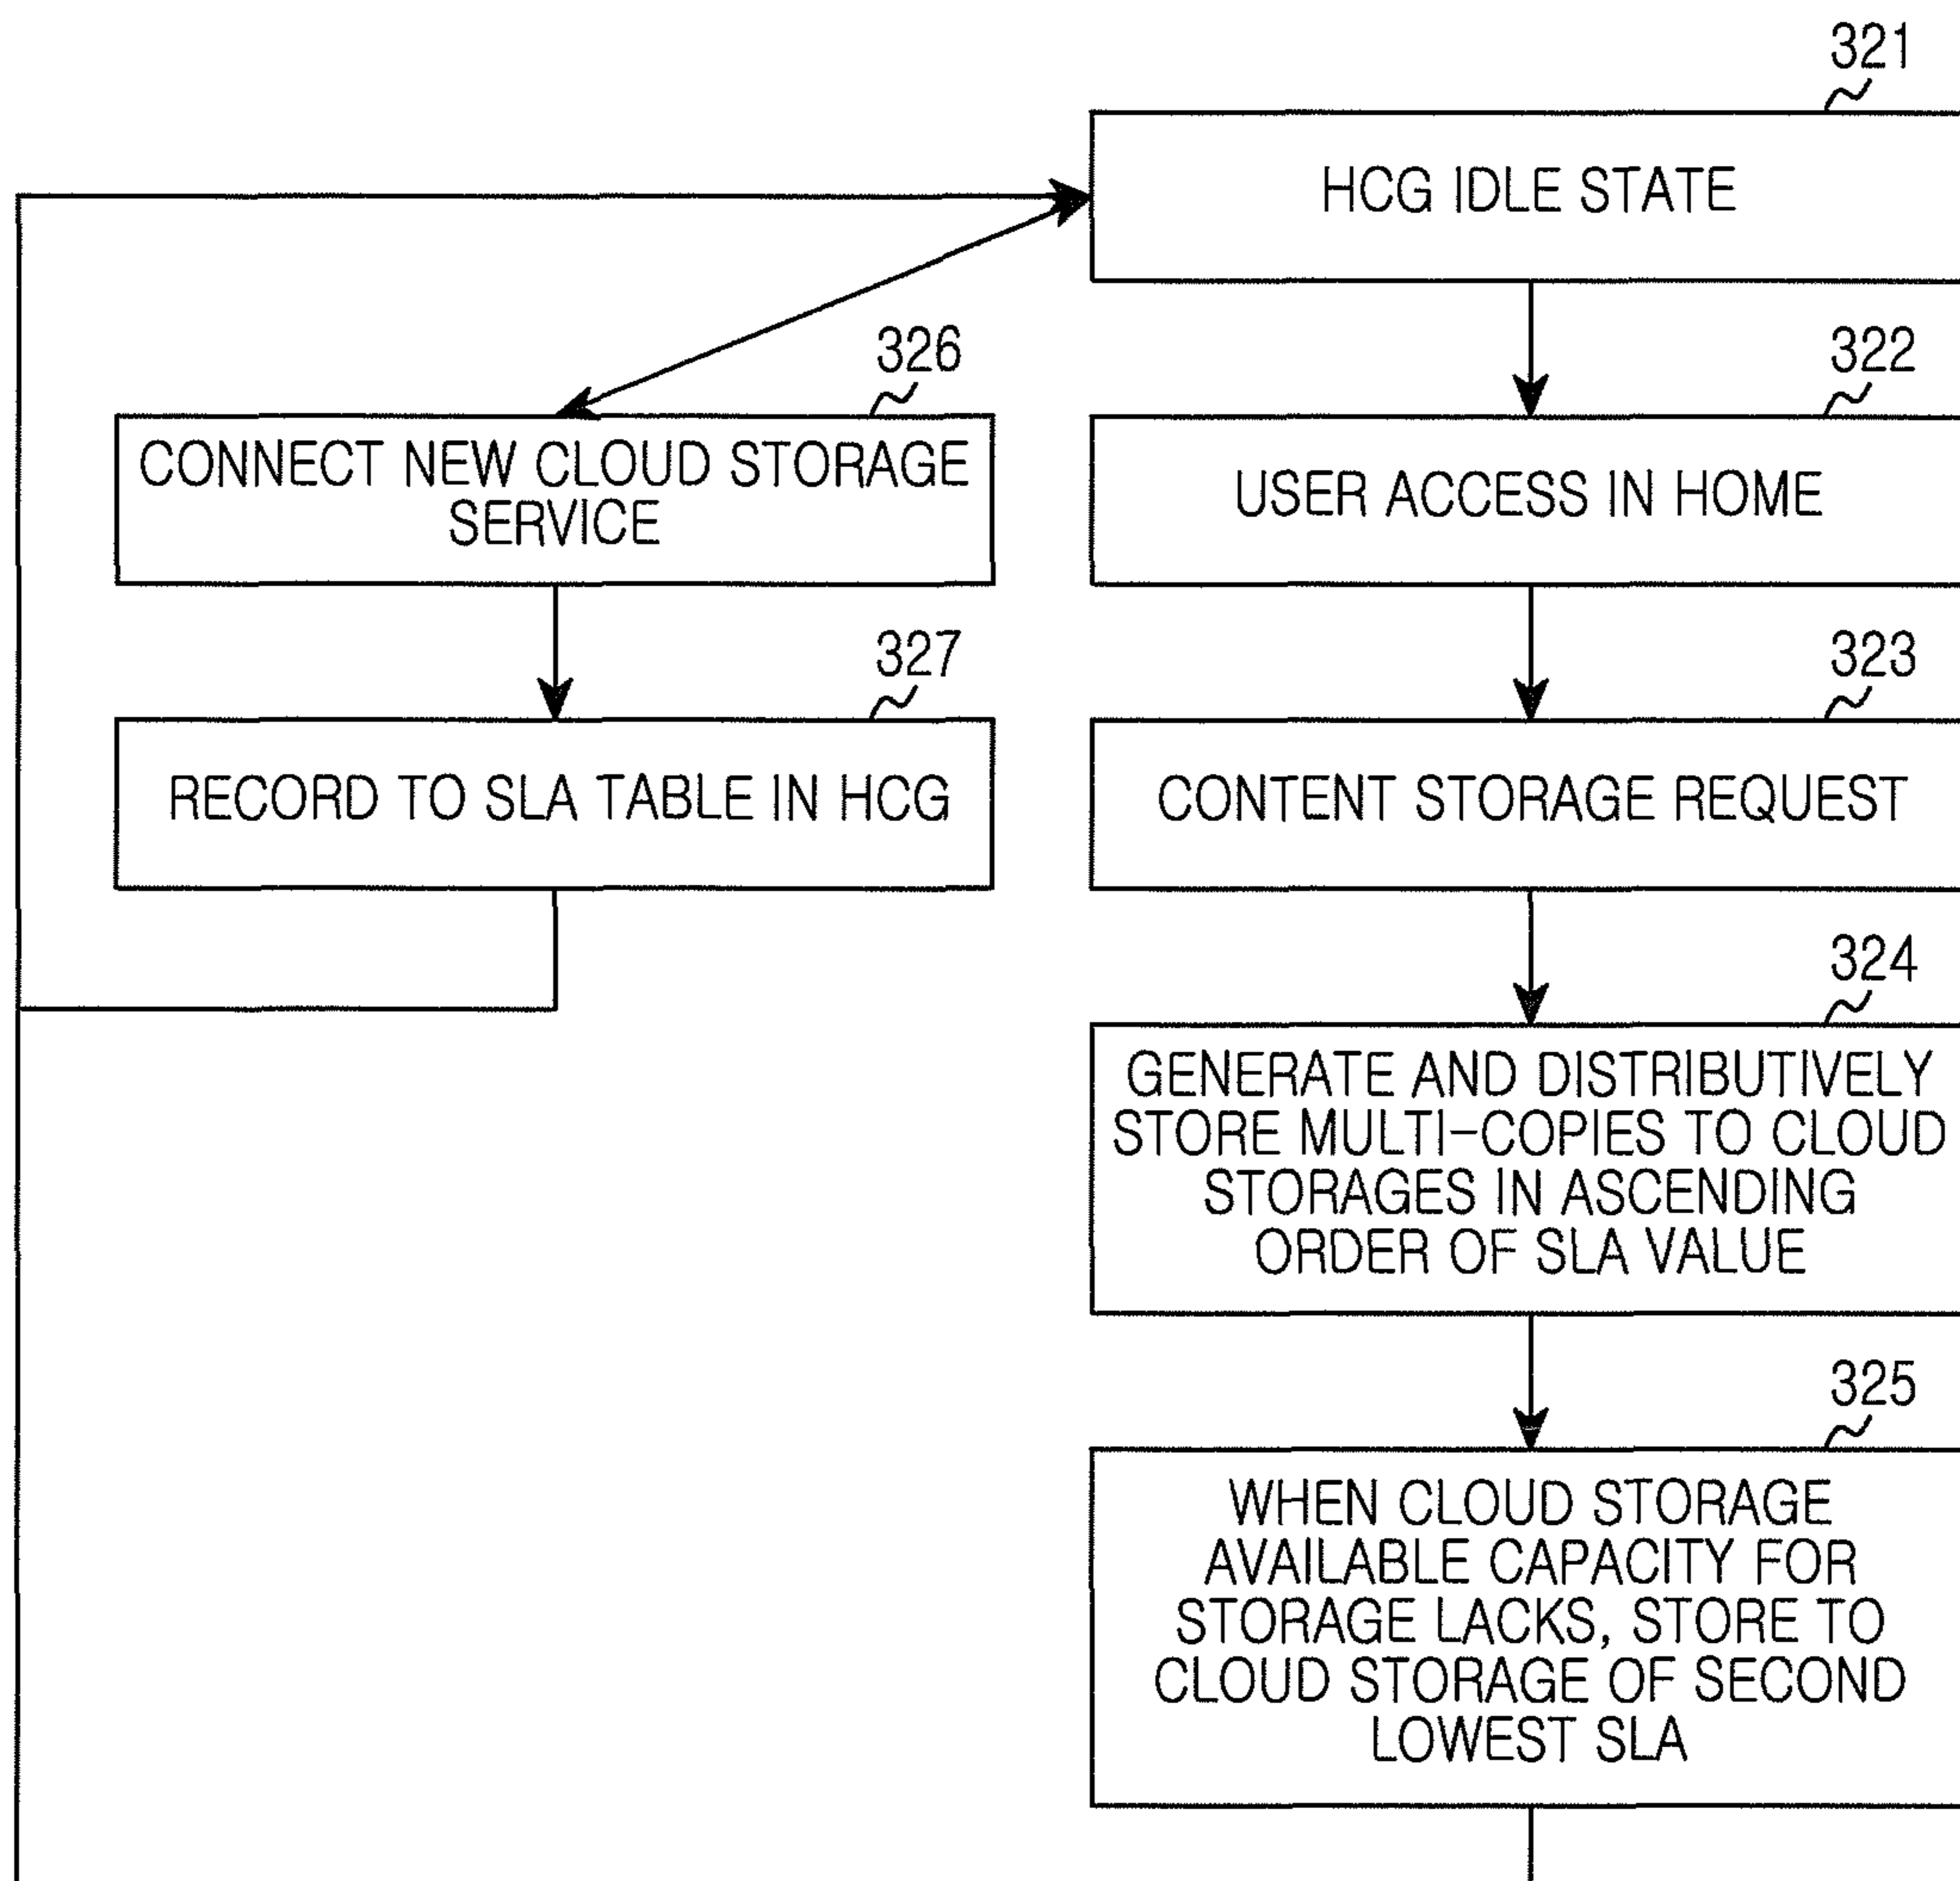 321
HCG IDLE STATE
326
CONNECT NEW CLOUD STORAGE
SERVICE
322
USER ACCESS IN HOME
327
RECORD TO SLA TABLE IN HCG
323
CONTENT STORAGE REQUEST
324
GENERATE AND DISTRIBUTIVELY
STORE MULTI-COPIES TO CLOUD
STORAGES IN ASCENDING
ORDER OF SLA VALUE
325
WHEN CLOUD STORAGE
AVAILABLE CAPACITY FOR
STORAGE LACKS, STORE TO
CLOUD STORAGE OF SECOND
LOWEST SLA